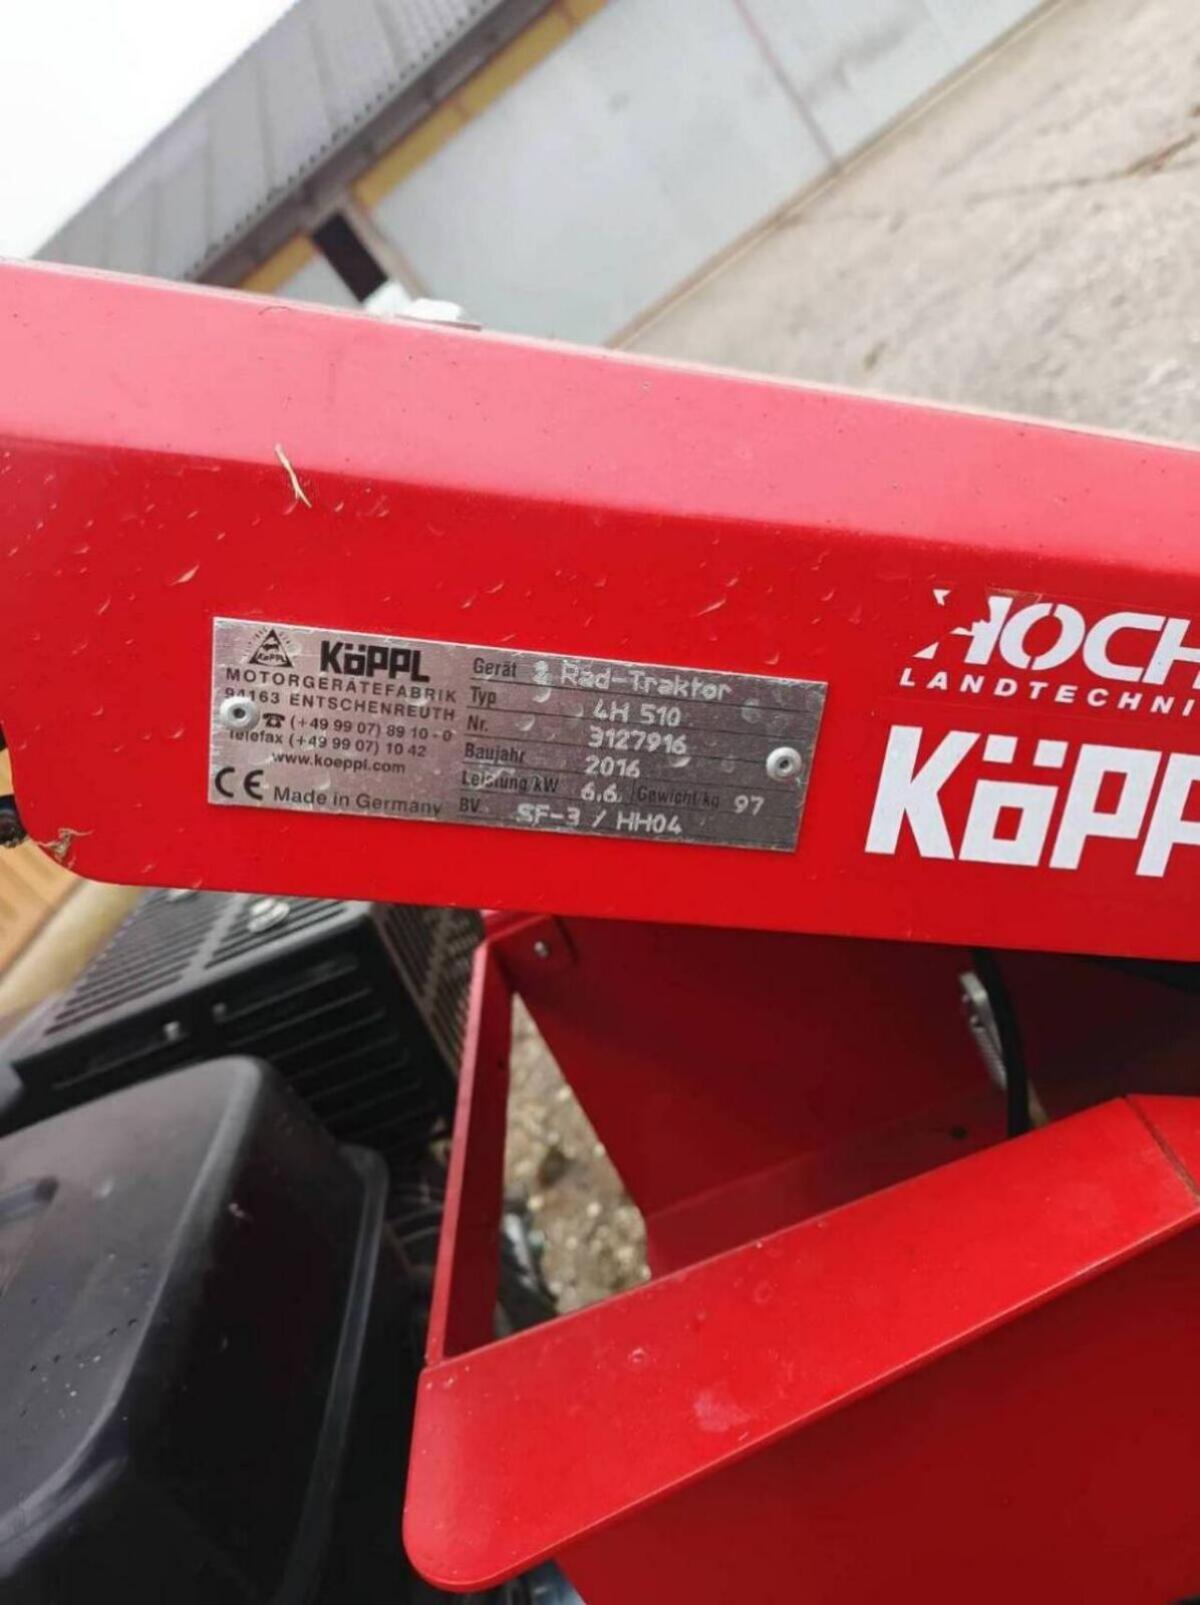 KöPPL
KöPPL
MOTORGERÄTEFABRIK
94163 ENTSCHENREUTH
☎ (+49 99 07) 89 10 - 0
Telefax (+49 99 07) 10 42
www.koeppl.com
CE Made in Germany
Gerät 2 Rad-Traktor
Typ 4H 510
Nr. 3127916
Baujahr 2016
Leistung/kW 6.6 /Gewicht/kg 97
BV SF-3 / HH04
HOCH
LANDTECHNI
KöPP